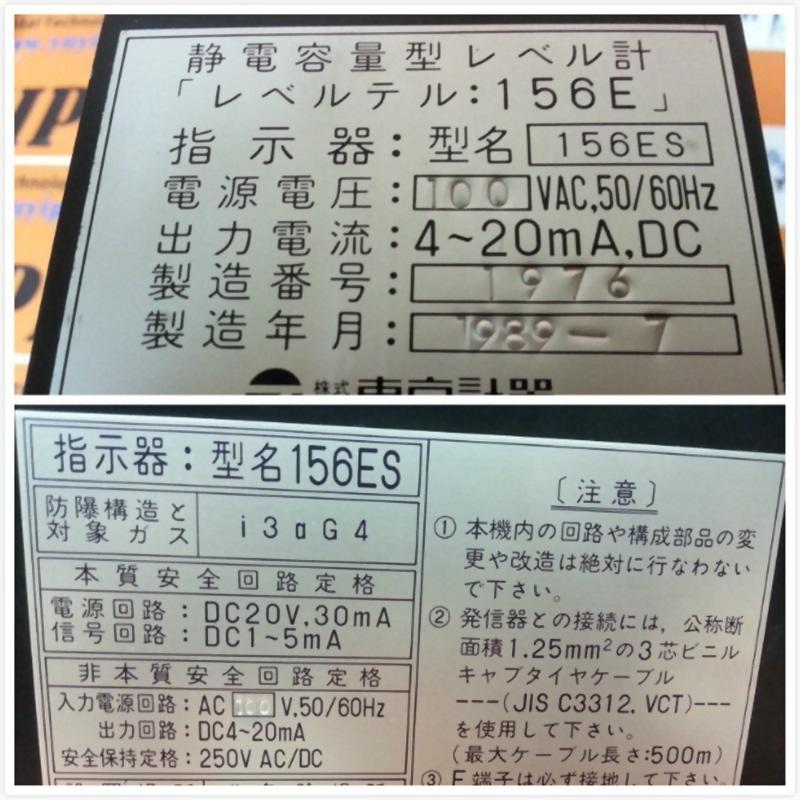 静電容量型レベル計
「レベルテル:156E」
指示器: 型名 156ES
電源電圧: 100 VAC,50/60Hz
出力電流: 4~20mA,DC
製造番号: 1976
製造年月: 1989-7
株式 東京計器
指示器: 型名156ES
防爆構造と
対象ガス i3aG4
本質安全回路定格
電源回路: DC20V,30mA
信号回路: DC1~5mA
非本質安全回路定格
入力電源回路: AC 100 V,50/60Hz
出力回路: DC4~20mA
安全保持定格: 250V AC/DC
〔注意〕
① 本機内の回路や構成部品の変
更や改造は絶対に行なわない
で下さい。
② 発信器との接続には,公称断
面積1.25mm²の3芯ビニル
キャブタイヤケーブル
---(JIS C3312,VCT)---
を使用して下さい。
(最大ケーブル長さ:500m)
③ E端子は必ず接地して下さい。